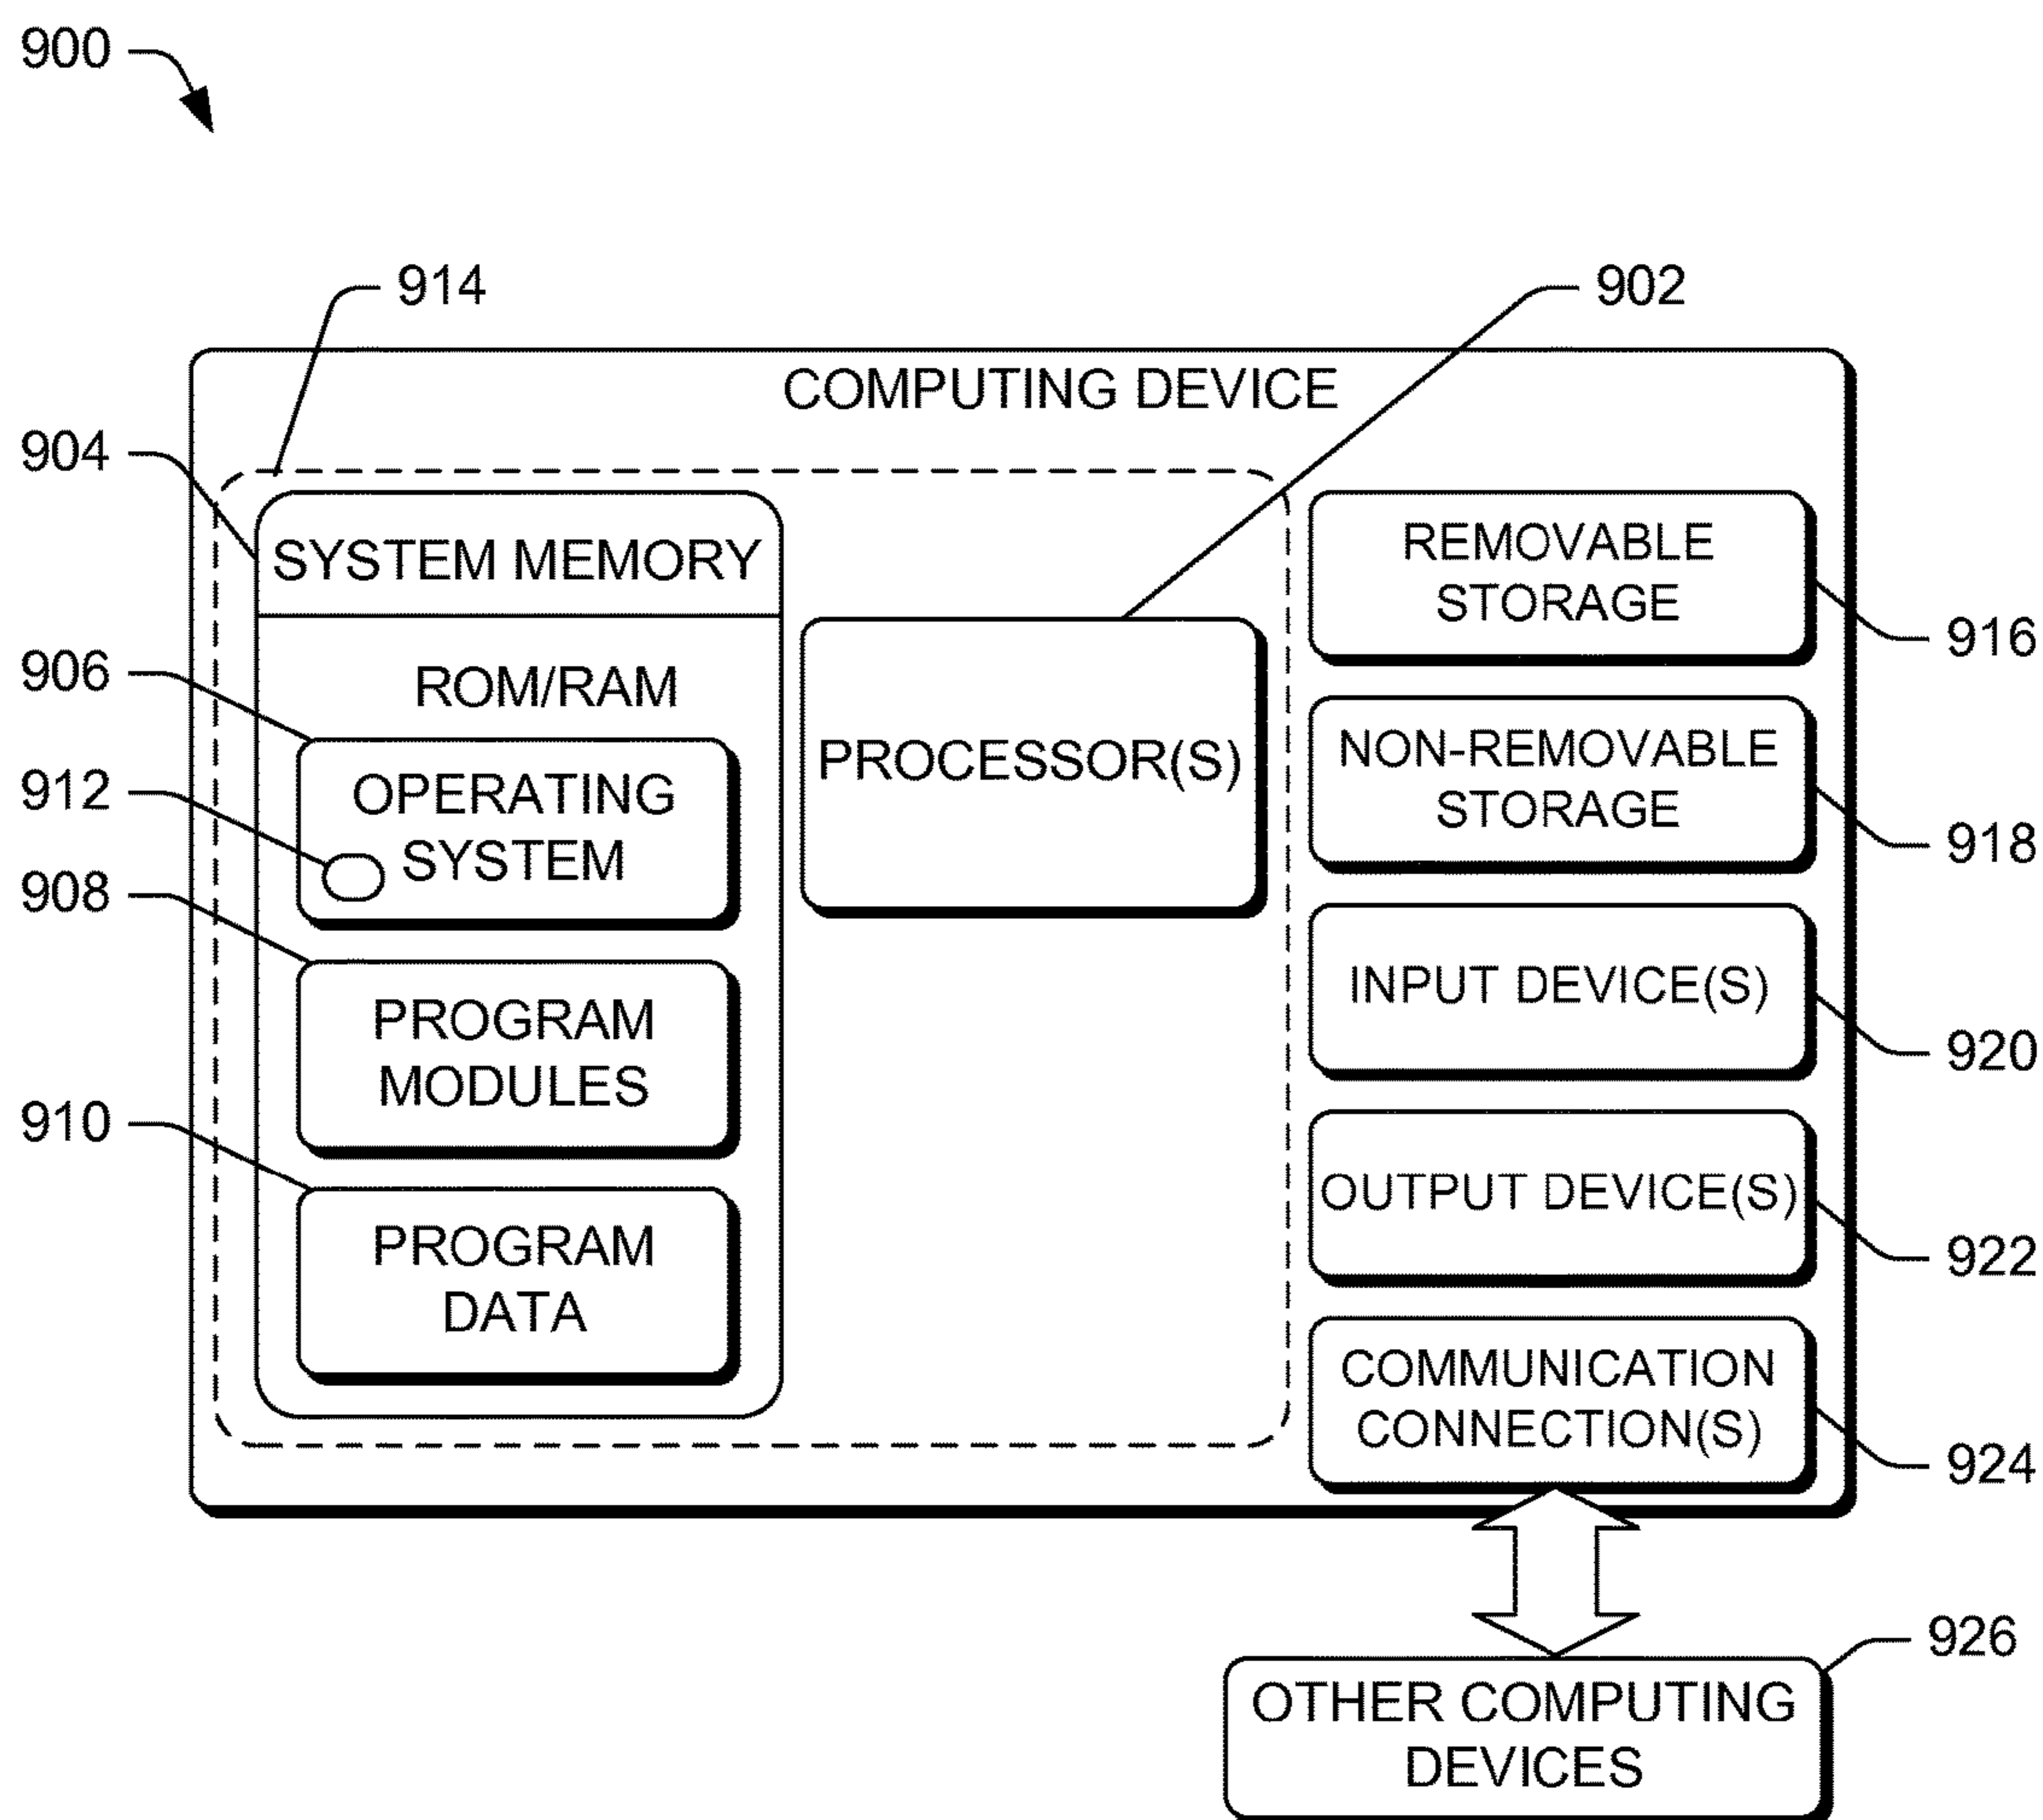 900
914
902
COMPUTING DEVICE
904
SYSTEM MEMORY
ROM/RAM
906
OPERATING
SYSTEM
912
908
PROGRAM
MODULES
910
PROGRAM
DATA
PROCESSOR(S)
REMOVABLE
STORAGE
916
NON-REMOVABLE
STORAGE
918
INPUT DEVICE(S)
920
OUTPUT DEVICE(S)
922
COMMUNICATION
CONNECTION(S)
924
926
OTHER COMPUTING
DEVICES